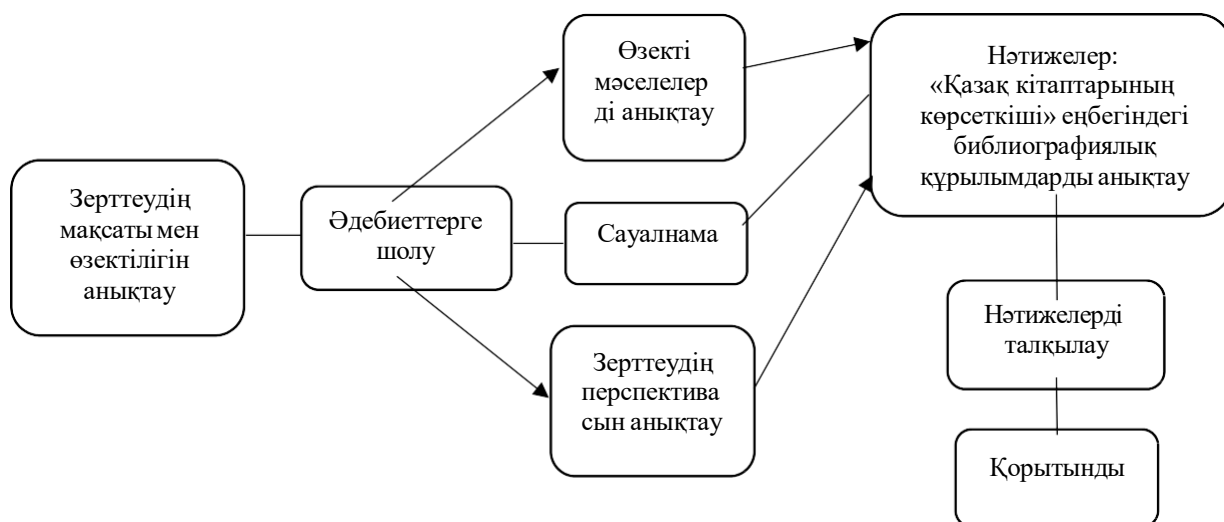 Зерттеудің
мақсаты мен
өзектілігін
анықтау
Әдебиеттерге
шолу
Өзекті
мәселелер
ді анықтау
Сауалнама
Зерттеудің
перспектива
сын анықтау
Нәтижелер:
«Қазақ кітаптарының
көрсеткіші» еңбегіндегі
библиографиялық
құрылымдарды анықтау
Нәтижелерді
талқылау
Қорытынды